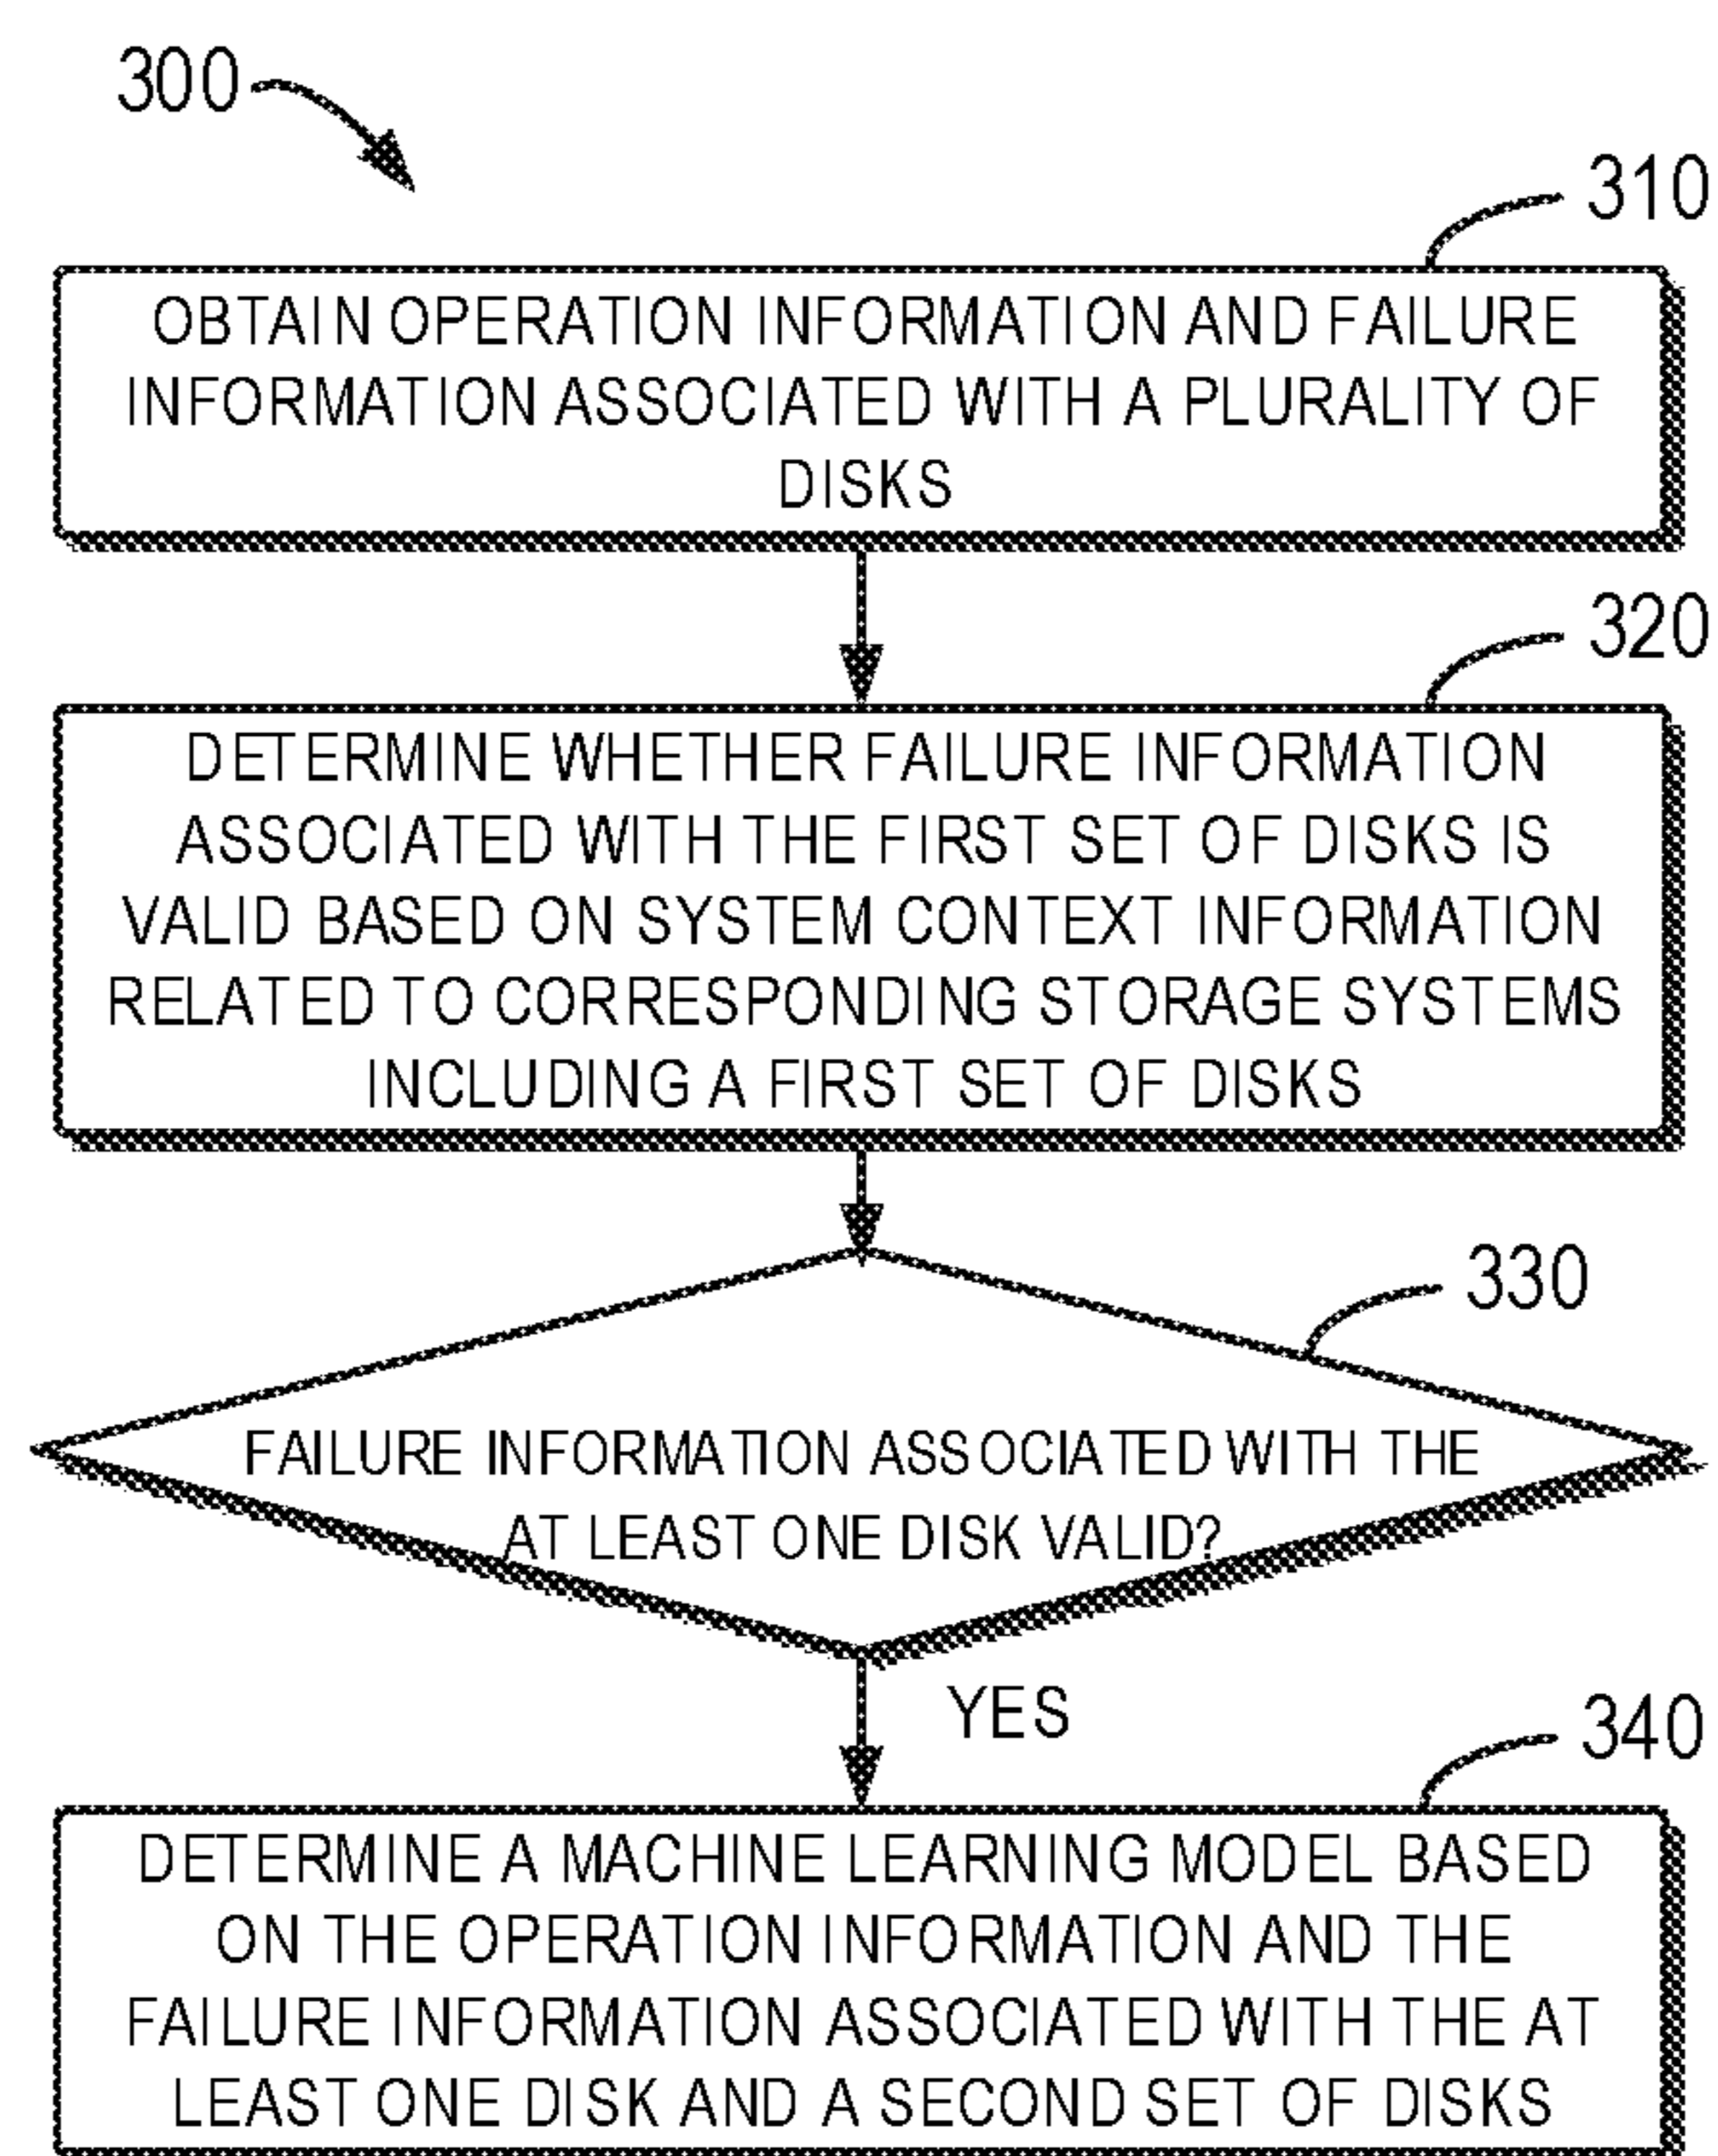 300
310
OBTAIN OPERATION INFORMATION AND FAILURE
INFORMATION ASSOCIATED WITH A PLURALITY OF
DISKS
320
DETERMINE WHETHER FAILURE INFORMATION
ASSOCIATED WITH THE FIRST SET OF DISKS IS
VALID BASED ON SYSTEM CONTEXT INFORMATION
RELATED TO CORRESPONDING STORAGE SYSTEMS
INCLUDING A FIRST SET OF DISKS
330
FAILURE INFORMATION ASSOCIATED WITH THE
AT LEAST ONE DISK VALID?
YES
340
DETERMINE A MACHINE LEARNING MODEL BASED
ON THE OPERATION INFORMATION AND THE
FAILURE INFORMATION ASSOCIATED WITH THE AT
LEAST ONE DISK AND A SECOND SET OF DISKS